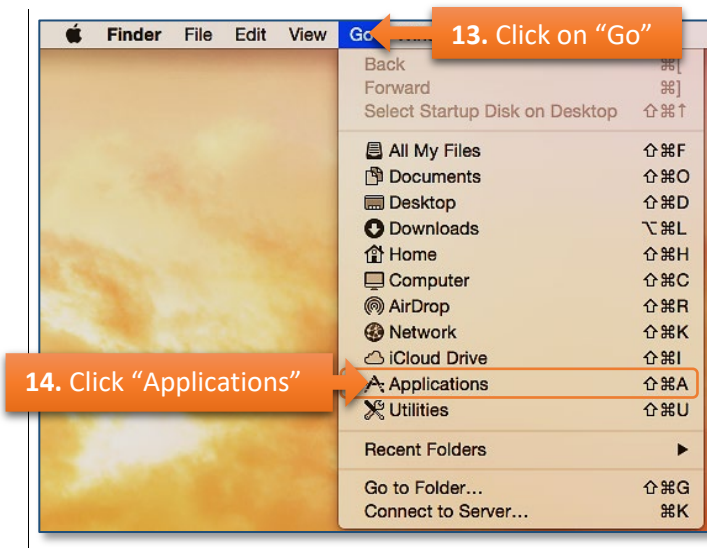 Finder File Edit View Go
13. Click on “Go”
Back ⌘[
Forward ⌘]
Select Startup Disk on Desktop ⇧⌘↑
All My Files ⇧⌘F
Documents ⇧⌘O
Desktop ⇧⌘D
Downloads ⌥⌘L
Home ⇧⌘H
Computer ⇧⌘C
AirDrop ⇧⌘R
Network ⇧⌘K
iCloud Drive ⇧⌘I
14. Click “Applications”
Applications ⇧⌘A
Utilities ⇧⌘U
Recent Folders ▶
Go to Folder... ⇧⌘G
Connect to Server... ⌘K